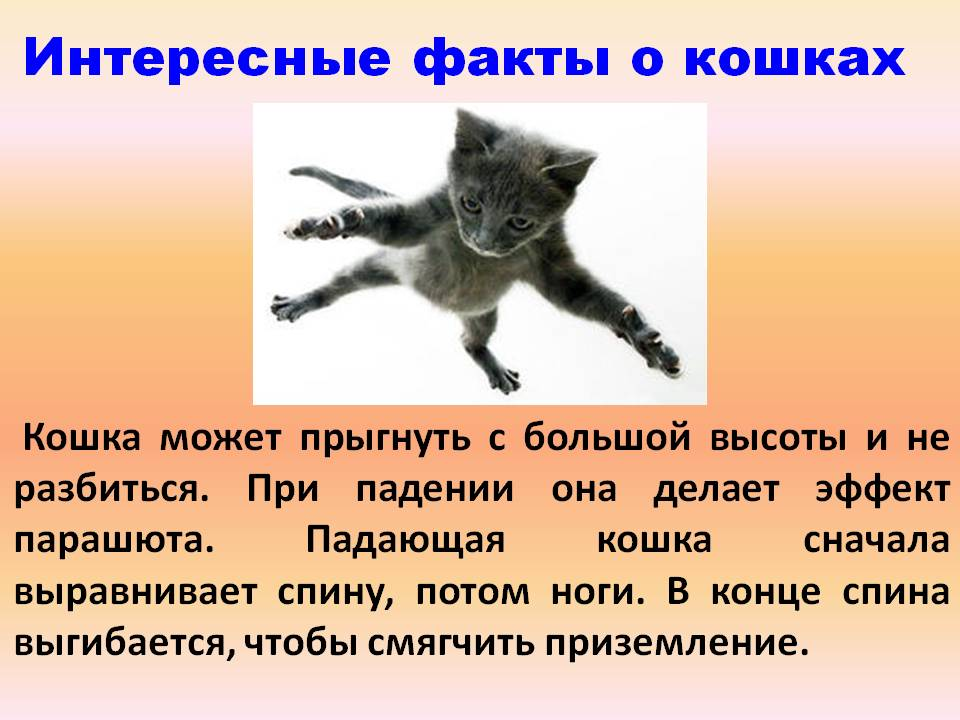 Интересные факты о кошках
Кошка может прыгнуть с большой высоты и не
разбиться. При падении она делает эффект
парашюта. Падающая кошка сначала
выравнивает спину, потом ноги. В конце спина
выгибается, чтобы смягчить приземление.